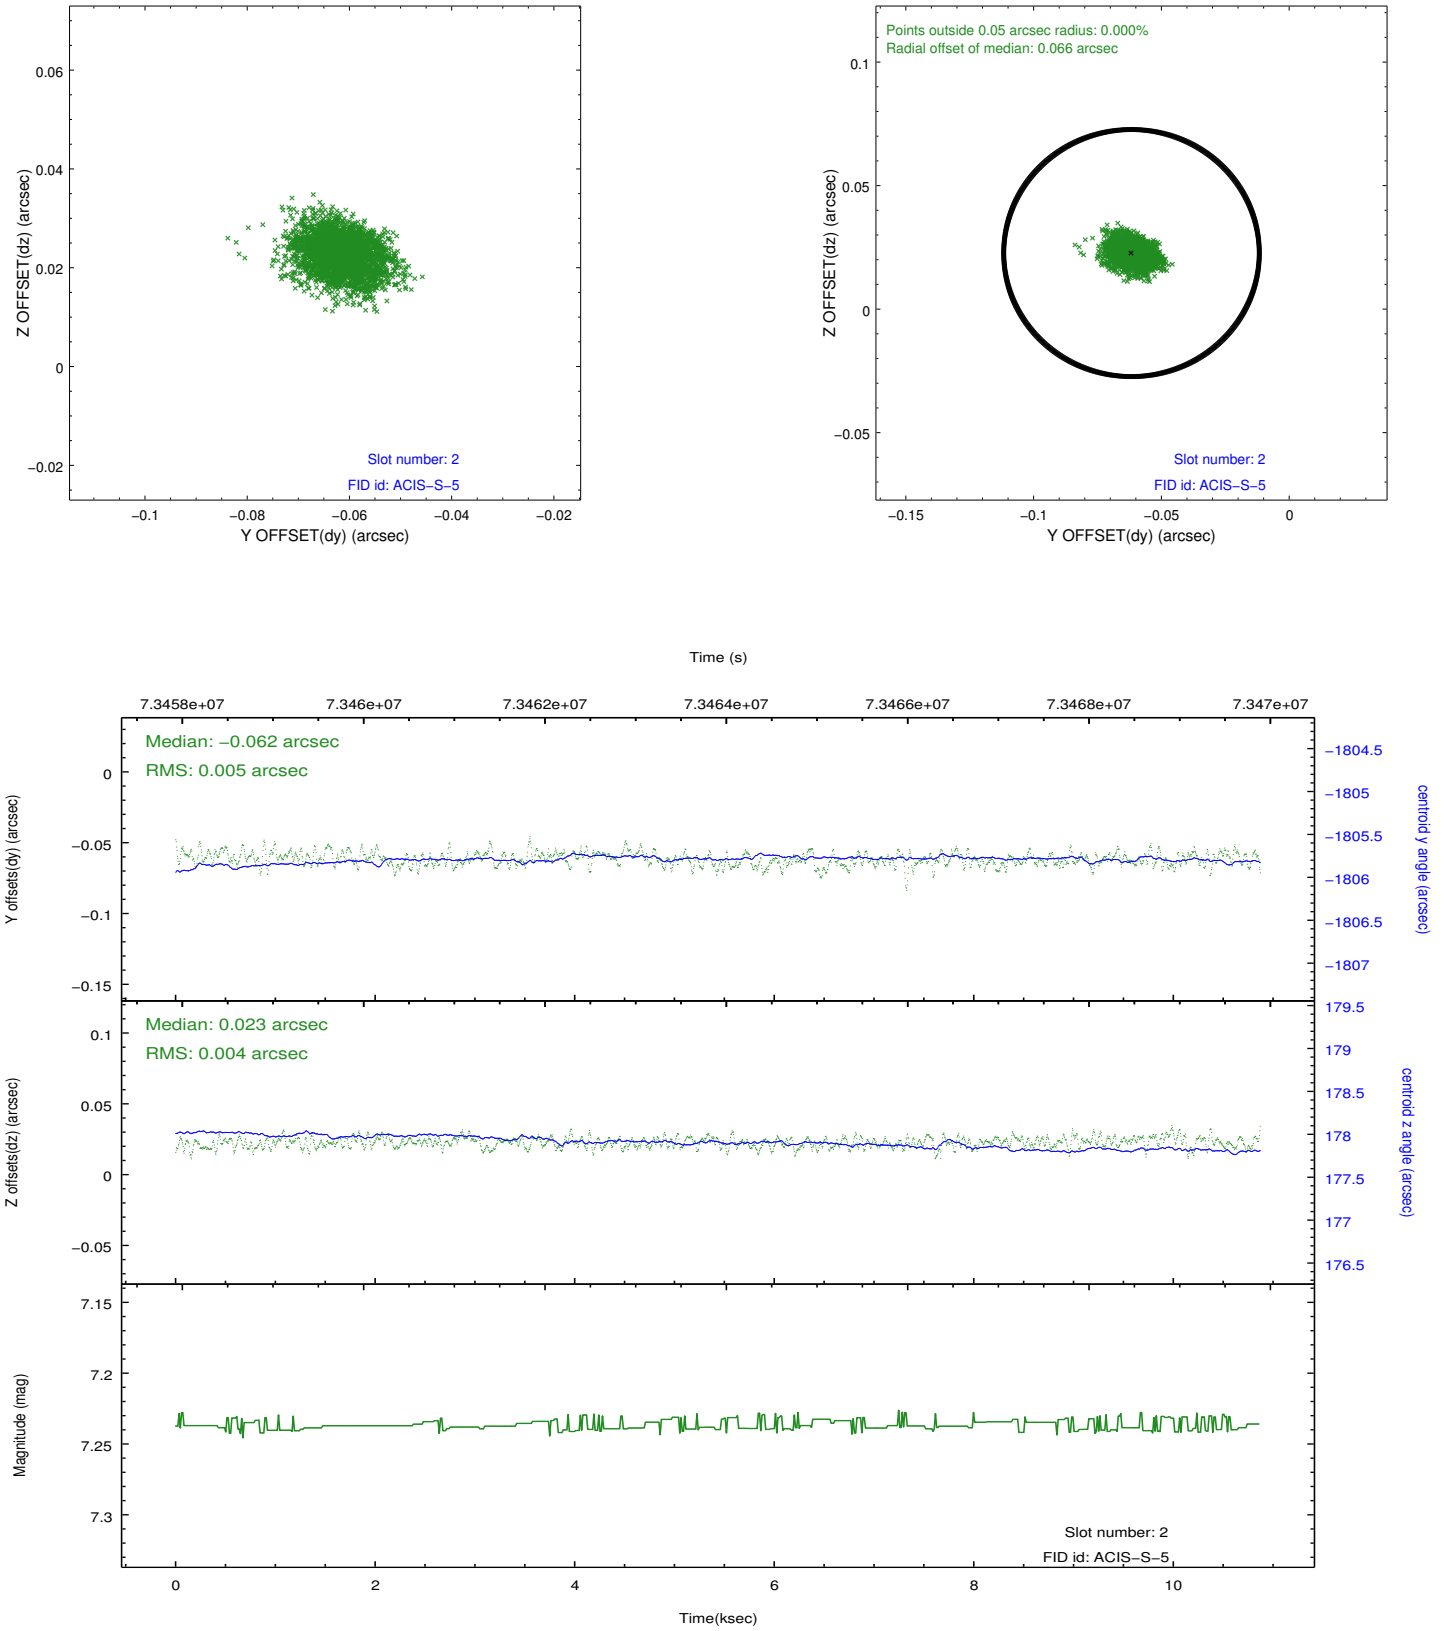 0.06
0.04
0.02
0
−0.02
Z OFFSET(dz) (arcsec)
Slot number: 2
FID id: ACIS−S−5
−0.1
−0.08
−0.06
−0.04
−0.02
Y OFFSET(dy) (arcsec)
Points outside 0.05 arcsec radius: 0.000%
Radial offset of median: 0.066 arcsec
0.1
0.05
0
−0.05
Z OFFSET(dz) (arcsec)
Slot number: 2
FID id: ACIS−S−5
−0.15
−0.1
−0.05
0
Y OFFSET(dy) (arcsec)
Time (s)
7.3458e+07
7.346e+07
7.3462e+07
7.3464e+07
7.3466e+07
7.3468e+07
7.347e+07
Median: −0.062 arcsec
RMS: 0.005 arcsec
0
−0.05
−0.1
−0.15
Y offsets(dy) (arcsec)
−1804.5
−1805
−1805.5
−1806
−1806.5
−1807
centroid y angle (arcsec)
Median: 0.023 arcsec
RMS: 0.004 arcsec
0.1
0.05
0
−0.05
Z offsets(dz) (arcsec)
179.5
179
178.5
178
177.5
177
176.5
centroid z angle (arcsec)
7.15
7.2
7.25
7.3
Magnitude (mag)
Slot number: 2
FID id: ACIS−S−5
0
2
4
6
8
10
Time(ksec)